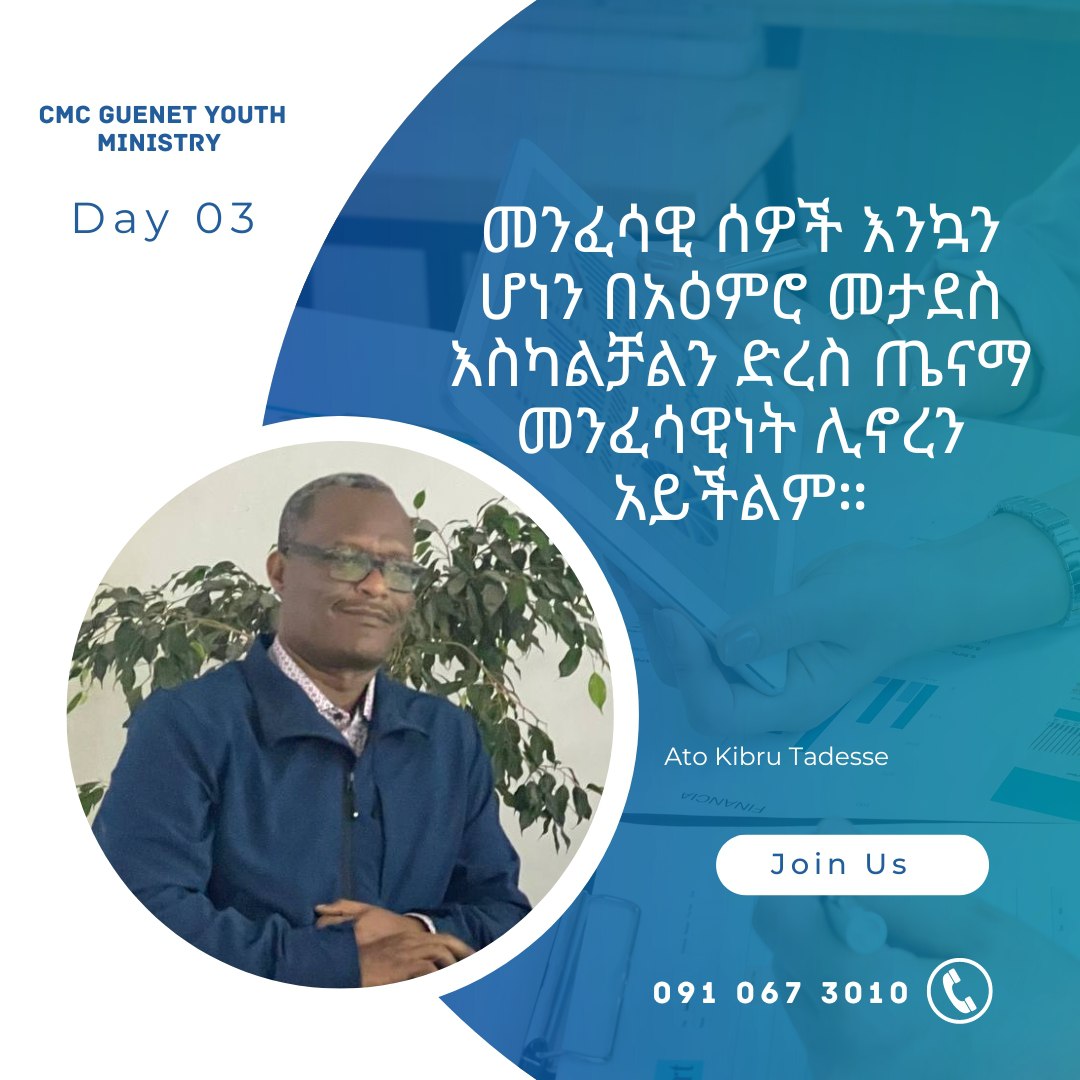 CMC GUENET YOUTH
MINISTRY
Day 03
መንፈሳዊ ሰዎች እንኳን
ሆነን በአዕምሮ መታደስ
እስካልቻልን ድረስ ጤናማ
መንፈሳዊነት ሊኖረን
አይችልም።
Ato Kibru Tadesse
FINANCIA
Join Us
091 067 3010